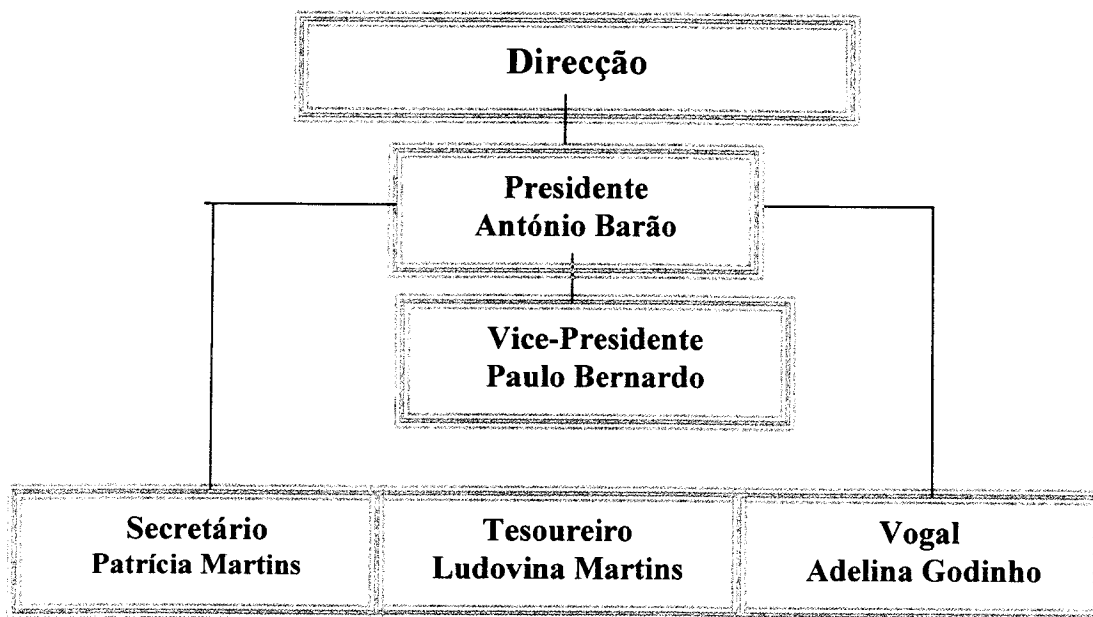 Direcção
Presidente
António Barão
Vice-Presidente
Paulo Bernardo
Secretário
Patrícia Martins
Tesoureiro
Ludovina Martins
Vogal
Adelina Godinho